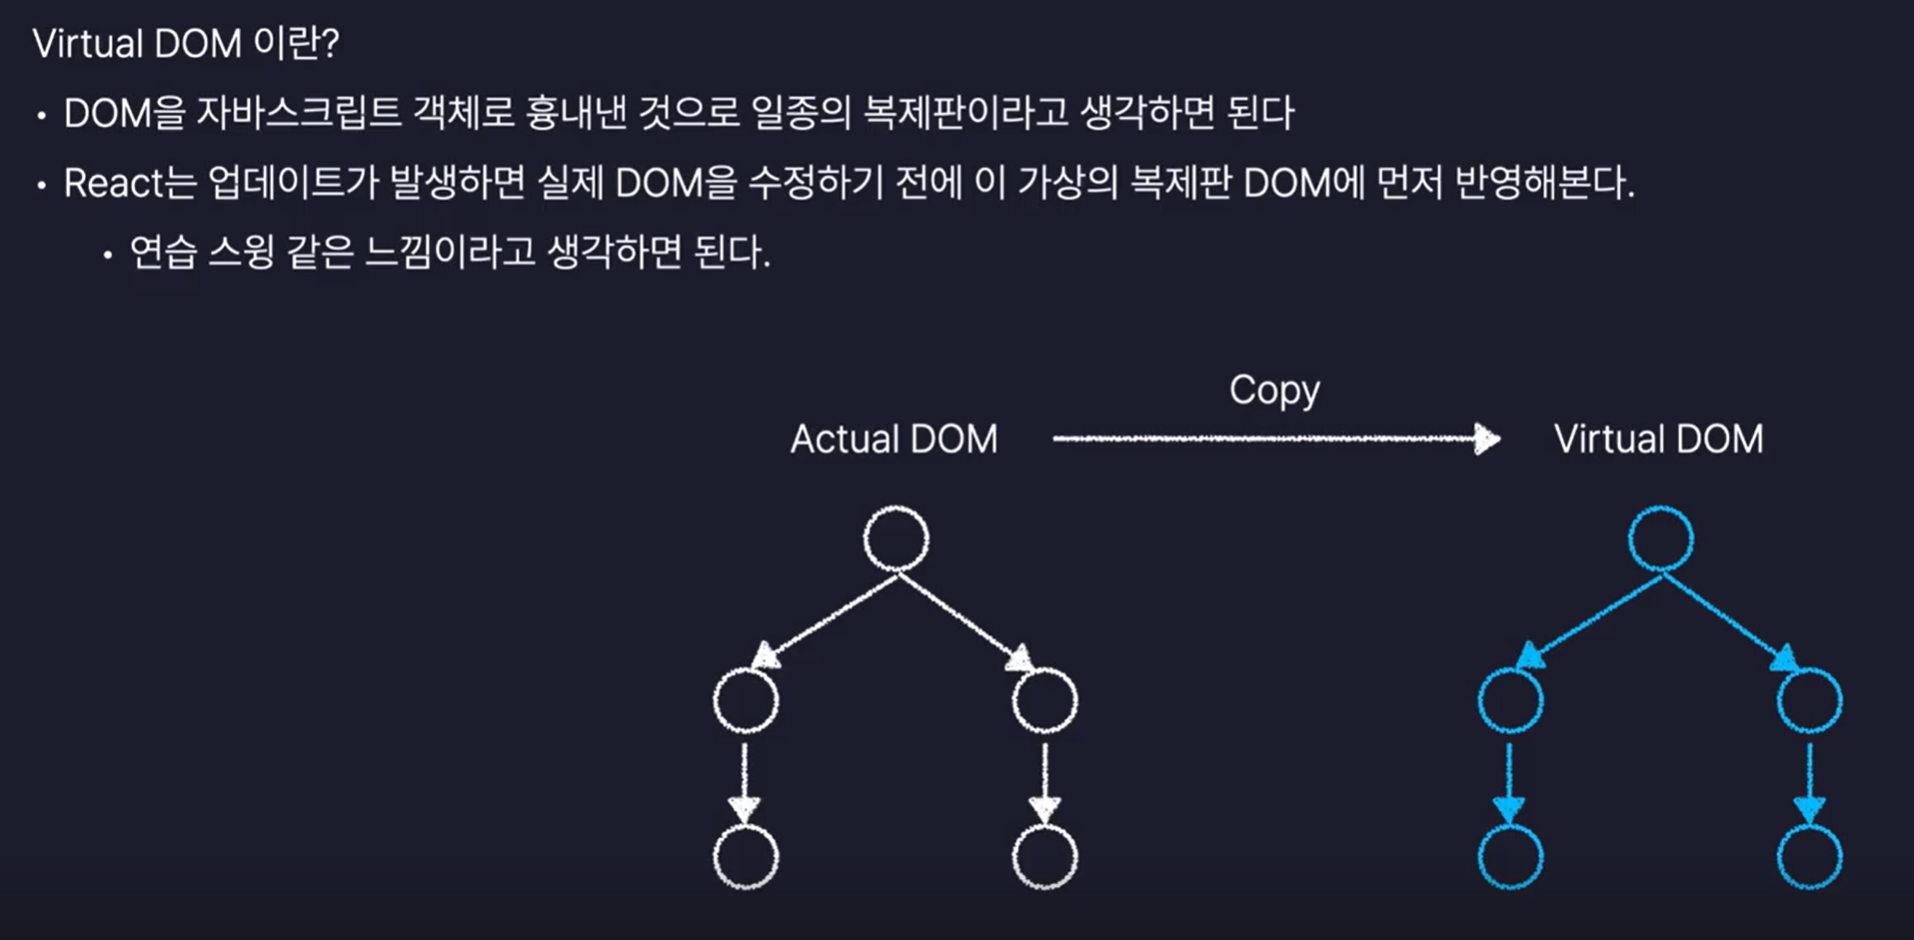 Virtual DOM 이란?
• DOM을 자바스크립트 객체로 흉내낸 것으로 일종의 복제판이라고 생각하면 된다
• React는 업데이트가 발생하면 실제 DOM을 수정하기 전에 이 가상의 복제판 DOM에 먼저 반영해본다.
• 연습 스윙 같은 느낌이라고 생각하면 된다.
Copy
Actual DOM
Virtual DOM